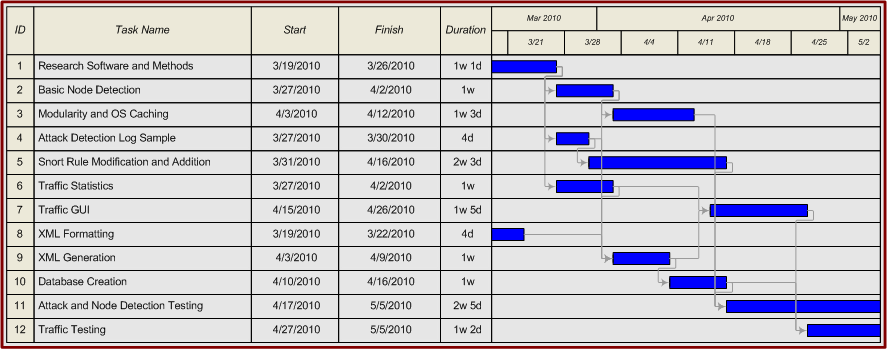 ID Task Name Start Finish Duration Mar 2010 Apr 2010 May 2010
3/21 3/28 4/4 4/11 4/18 4/25 5/2
1 Research Software and Methods 3/19/2010 3/26/2010 1w 1d
2 Basic Node Detection 3/27/2010 4/2/2010 1w
3 Modularity and OS Caching 4/3/2010 4/12/2010 1w 3d
4 Attack Detection Log Sample 3/27/2010 3/30/2010 4d
5 Snort Rule Modification and Addition 3/31/2010 4/16/2010 2w 3d
6 Traffic Statistics 3/27/2010 4/2/2010 1w
7 Traffic GUI 4/15/2010 4/26/2010 1w 5d
8 XML Formatting 3/19/2010 3/22/2010 4d
9 XML Generation 4/3/2010 4/9/2010 1w
10 Database Creation 4/10/2010 4/16/2010 1w
11 Attack and Node Detection Testing 4/17/2010 5/5/2010 2w 5d
12 Traffic Testing 4/27/2010 5/5/2010 1w 2d